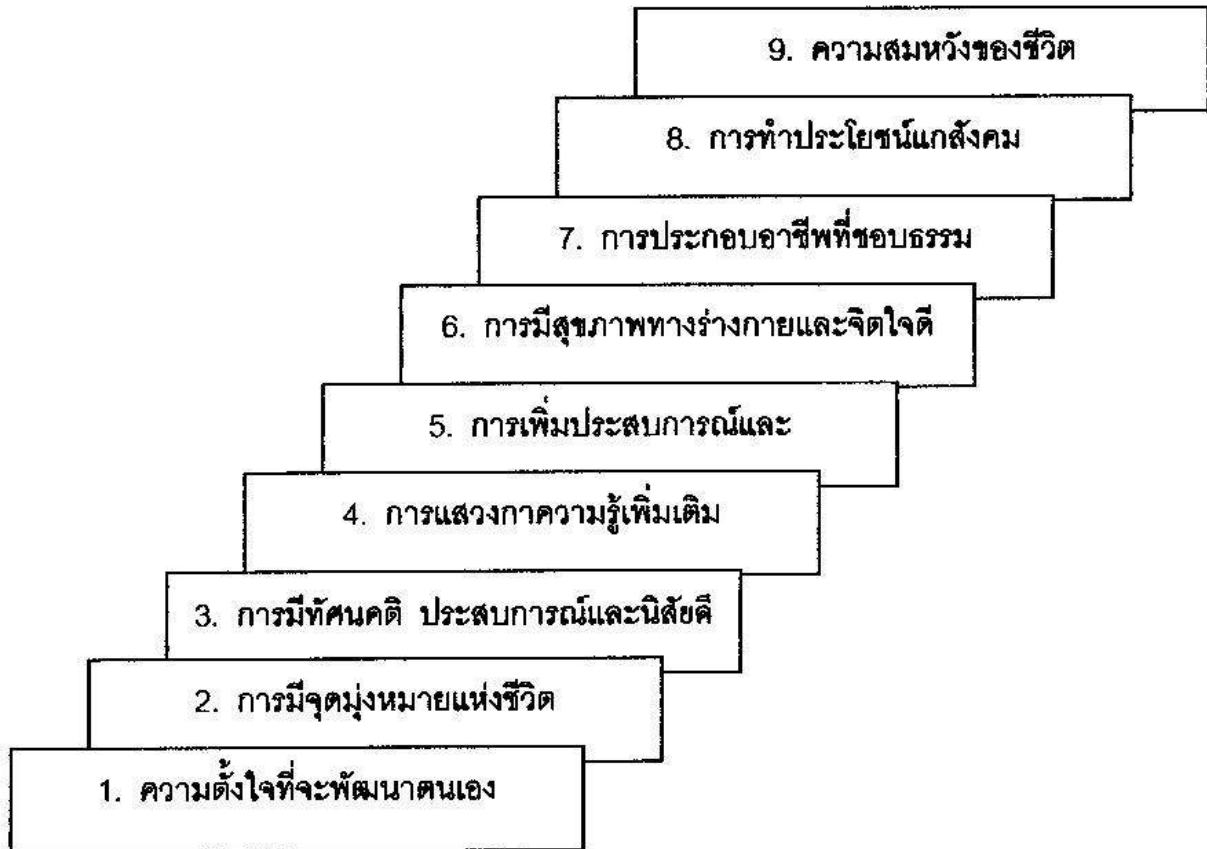 9. ความสมหวังของชีวิต
8. การทำประโยชน์แกสังคม
7. การประกอบอาชีพที่ชอบธรรม
6. การมีสุขภาพทางร่างกายและจิตใจดี
5. การเพิ่มประสบการณ์และ
4. การแสวงกาความรู้เพิ่มเติม
3. การมีทัศนคติ ประสบการณ์และนิสัยดี
2. การมีจุดมุ่งหมายแห่งชีวิต
1. ความตั้งใจที่จะพัฒนาตนเอง